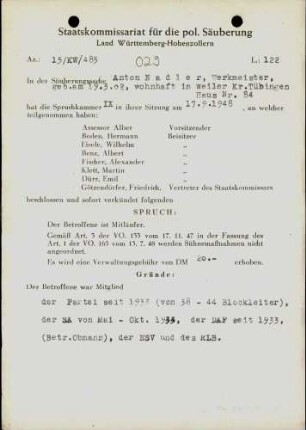 Staatskommissariat für die pol. Säuberung
Land Württemberg-Hohenzollern
Az.: 15/KW/485 023 L: 122
In der Säuberungssache Anton Nadler, Werkmeister,
geb.am 19.3.02, wohnhaft in Weiler Kr.Tübingen
Haus Nr. 84
hat die Spruchkammer IX in ihrer Sitzung am 17.9.1948 , an welcher
teilgenommen haben:
Assessor Alber Vorsitzender
Boden, Hermann Beisitzer
Eberle, Wilhelm "
Benz, Albert "
Fischer, Alexander "
Klett, Martin "
Dürr, Emil "
Götzendörfer, Friedrich, Vertreter des Staatskommissars
beschlossen und sofort verkündet folgenden
SPRUCH:
Der Betroffene ist Mitläufer.
Gemäß Art. 5 der VO. 133 vom 17. 11. 47 in der Fassung des
Art. 1 der VO. 165 vom 13. 7. 48 werden Sühnemaßnahmen nicht
angeordnet.
Es wird eine Verwaltungsgebühr von DM 20.- erhoben.
Gründe:
Der Betroffene war Mitglied
der Partei seit 1933 (von 38 - 44 Blockleiter),
der SA von Mai - Okt. 1933, der DAF seit 1933,
(Betr.Obmann), der NSV und des RLB.